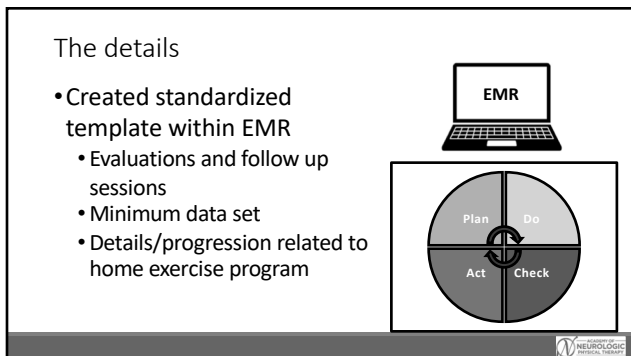 The details
•Created standardized
template within EMR
•Evaluations and follow up
sessions
•Minimum data set
•Details/progression related to
home exercise program
EMR
Plan
Do
Act
Check
ACADEMY OF
NEUROLOGIC
PHYSICAL THERAPY